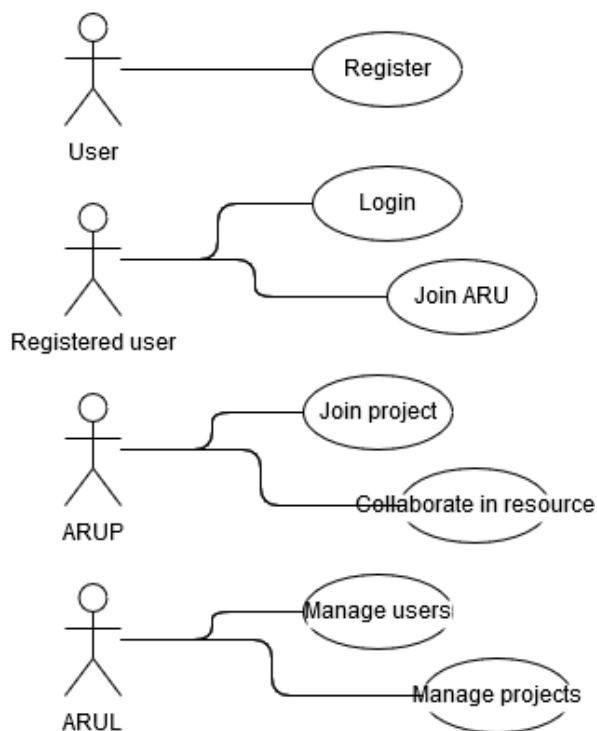 Register
User
Login
Join ARU
Registered user
Join project
Collaborate in resource
ARUP
Manage users
Manage projects
ARUL